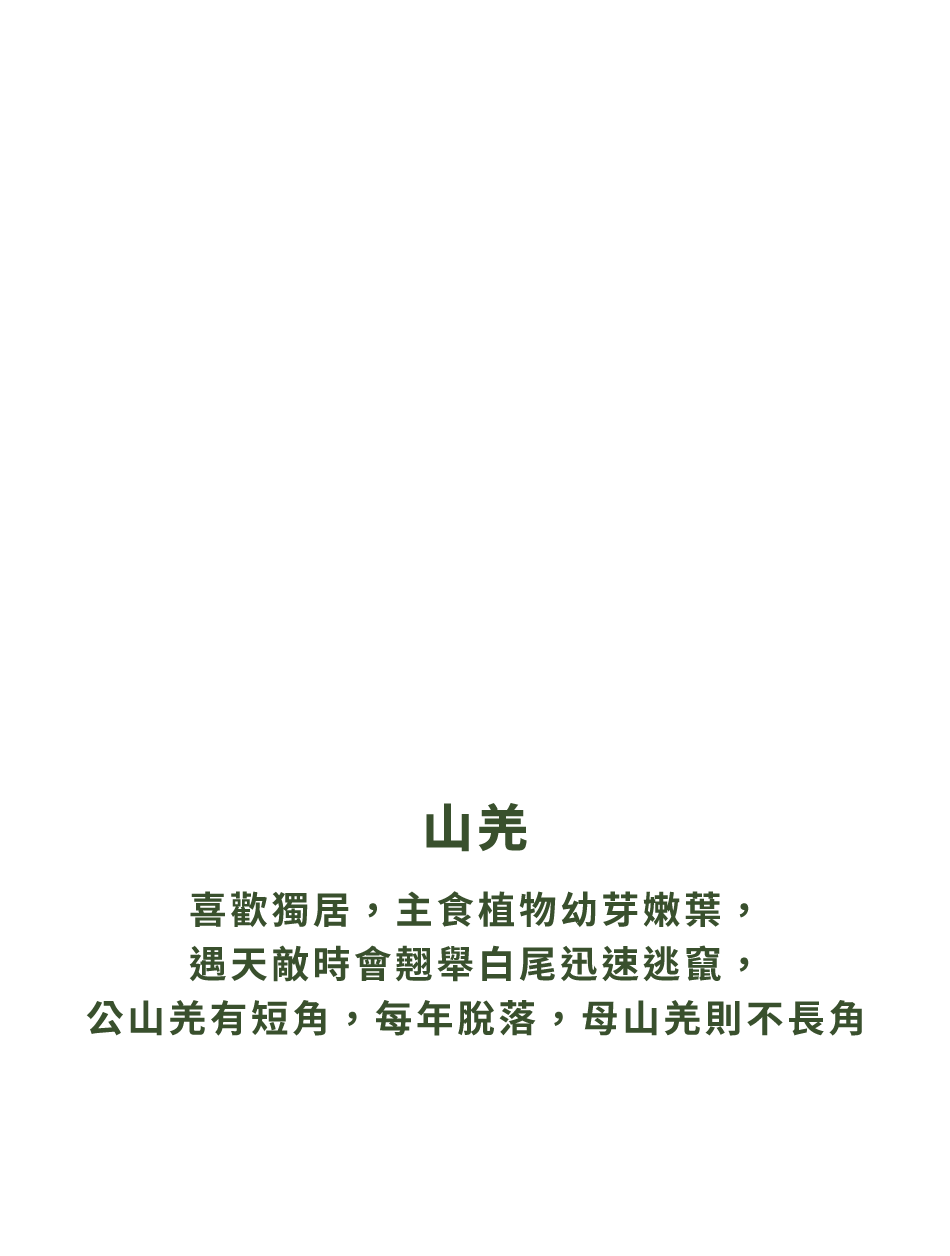 山羌
喜歡獨居，主食植物幼芽嫩葉，
遇天敵時會翹舉白尾迅速逃竄，
公山羌有短角，每年脫落，母山羌則不長角